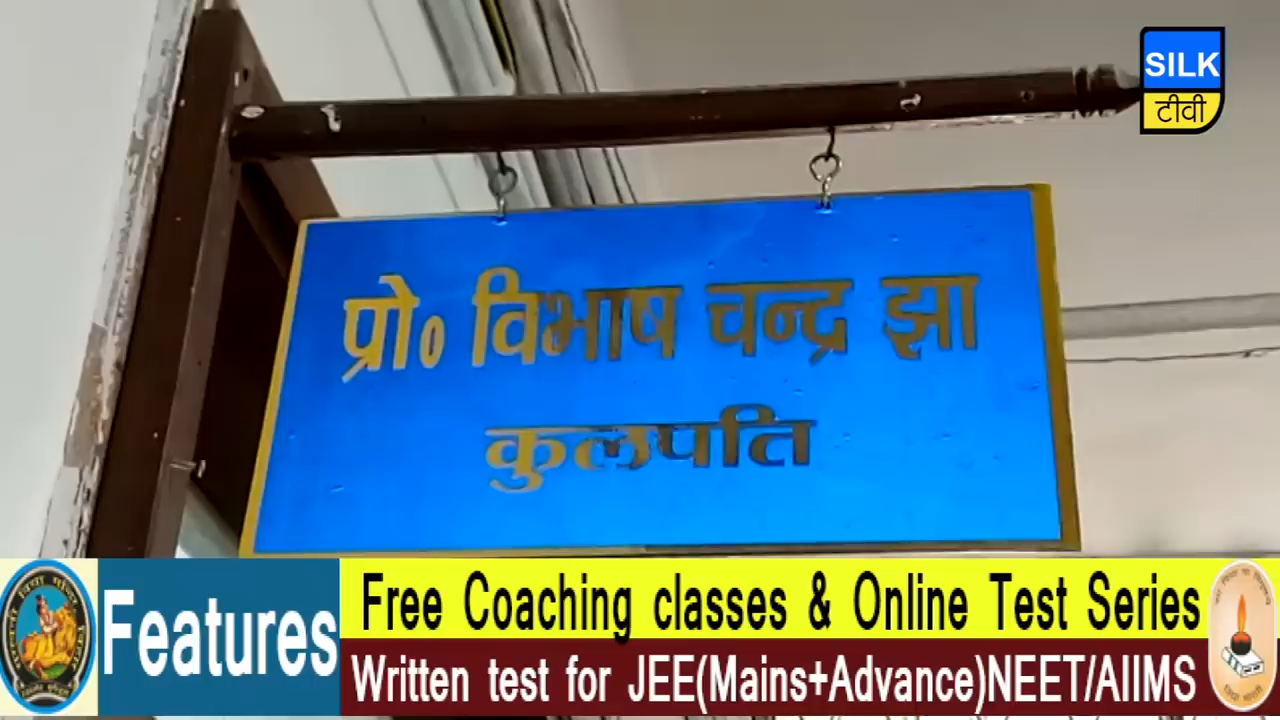 SILK
टीवी
प्रो० विभाष चन्द्र झा
कुलपति
Features
Free Coaching classes & Online Test Series
Written test for JEE(Mains+Advance)NEET/AIIMS